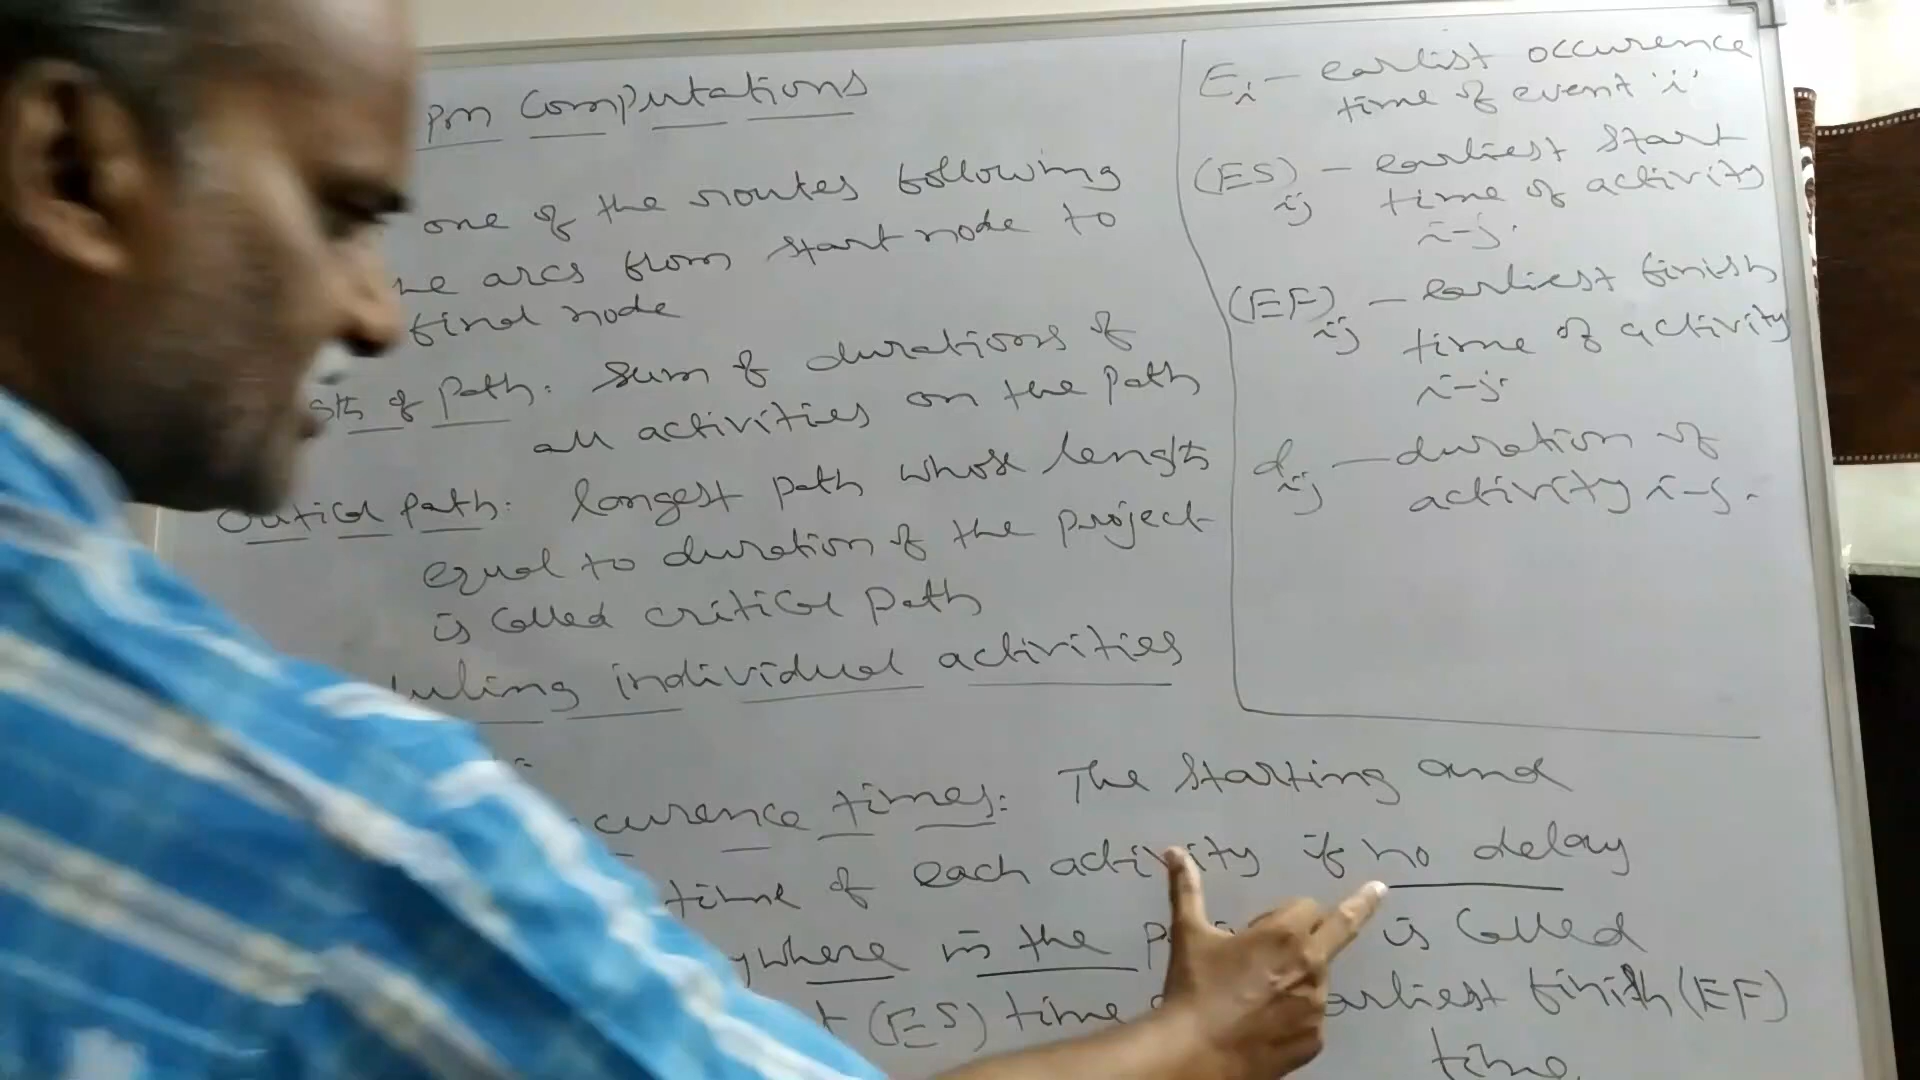 pm Computations
one of the routes following
arcs from start node to
final node
of path: sum of durations of
all activities on the path
path: longest path whose length
equal to duration of the project
is called critical path
individual activities
times: The starting and
time of each activity if no delay
in the is called
(ES) time finish (EF)
time
Ei – earlist occurence
time of event 'i'
(ES)ij – earliest start
time of activity
i-j.
(EF)ij – earliest finish
time of activity
i-j.
dij – duration of
activity i-j.